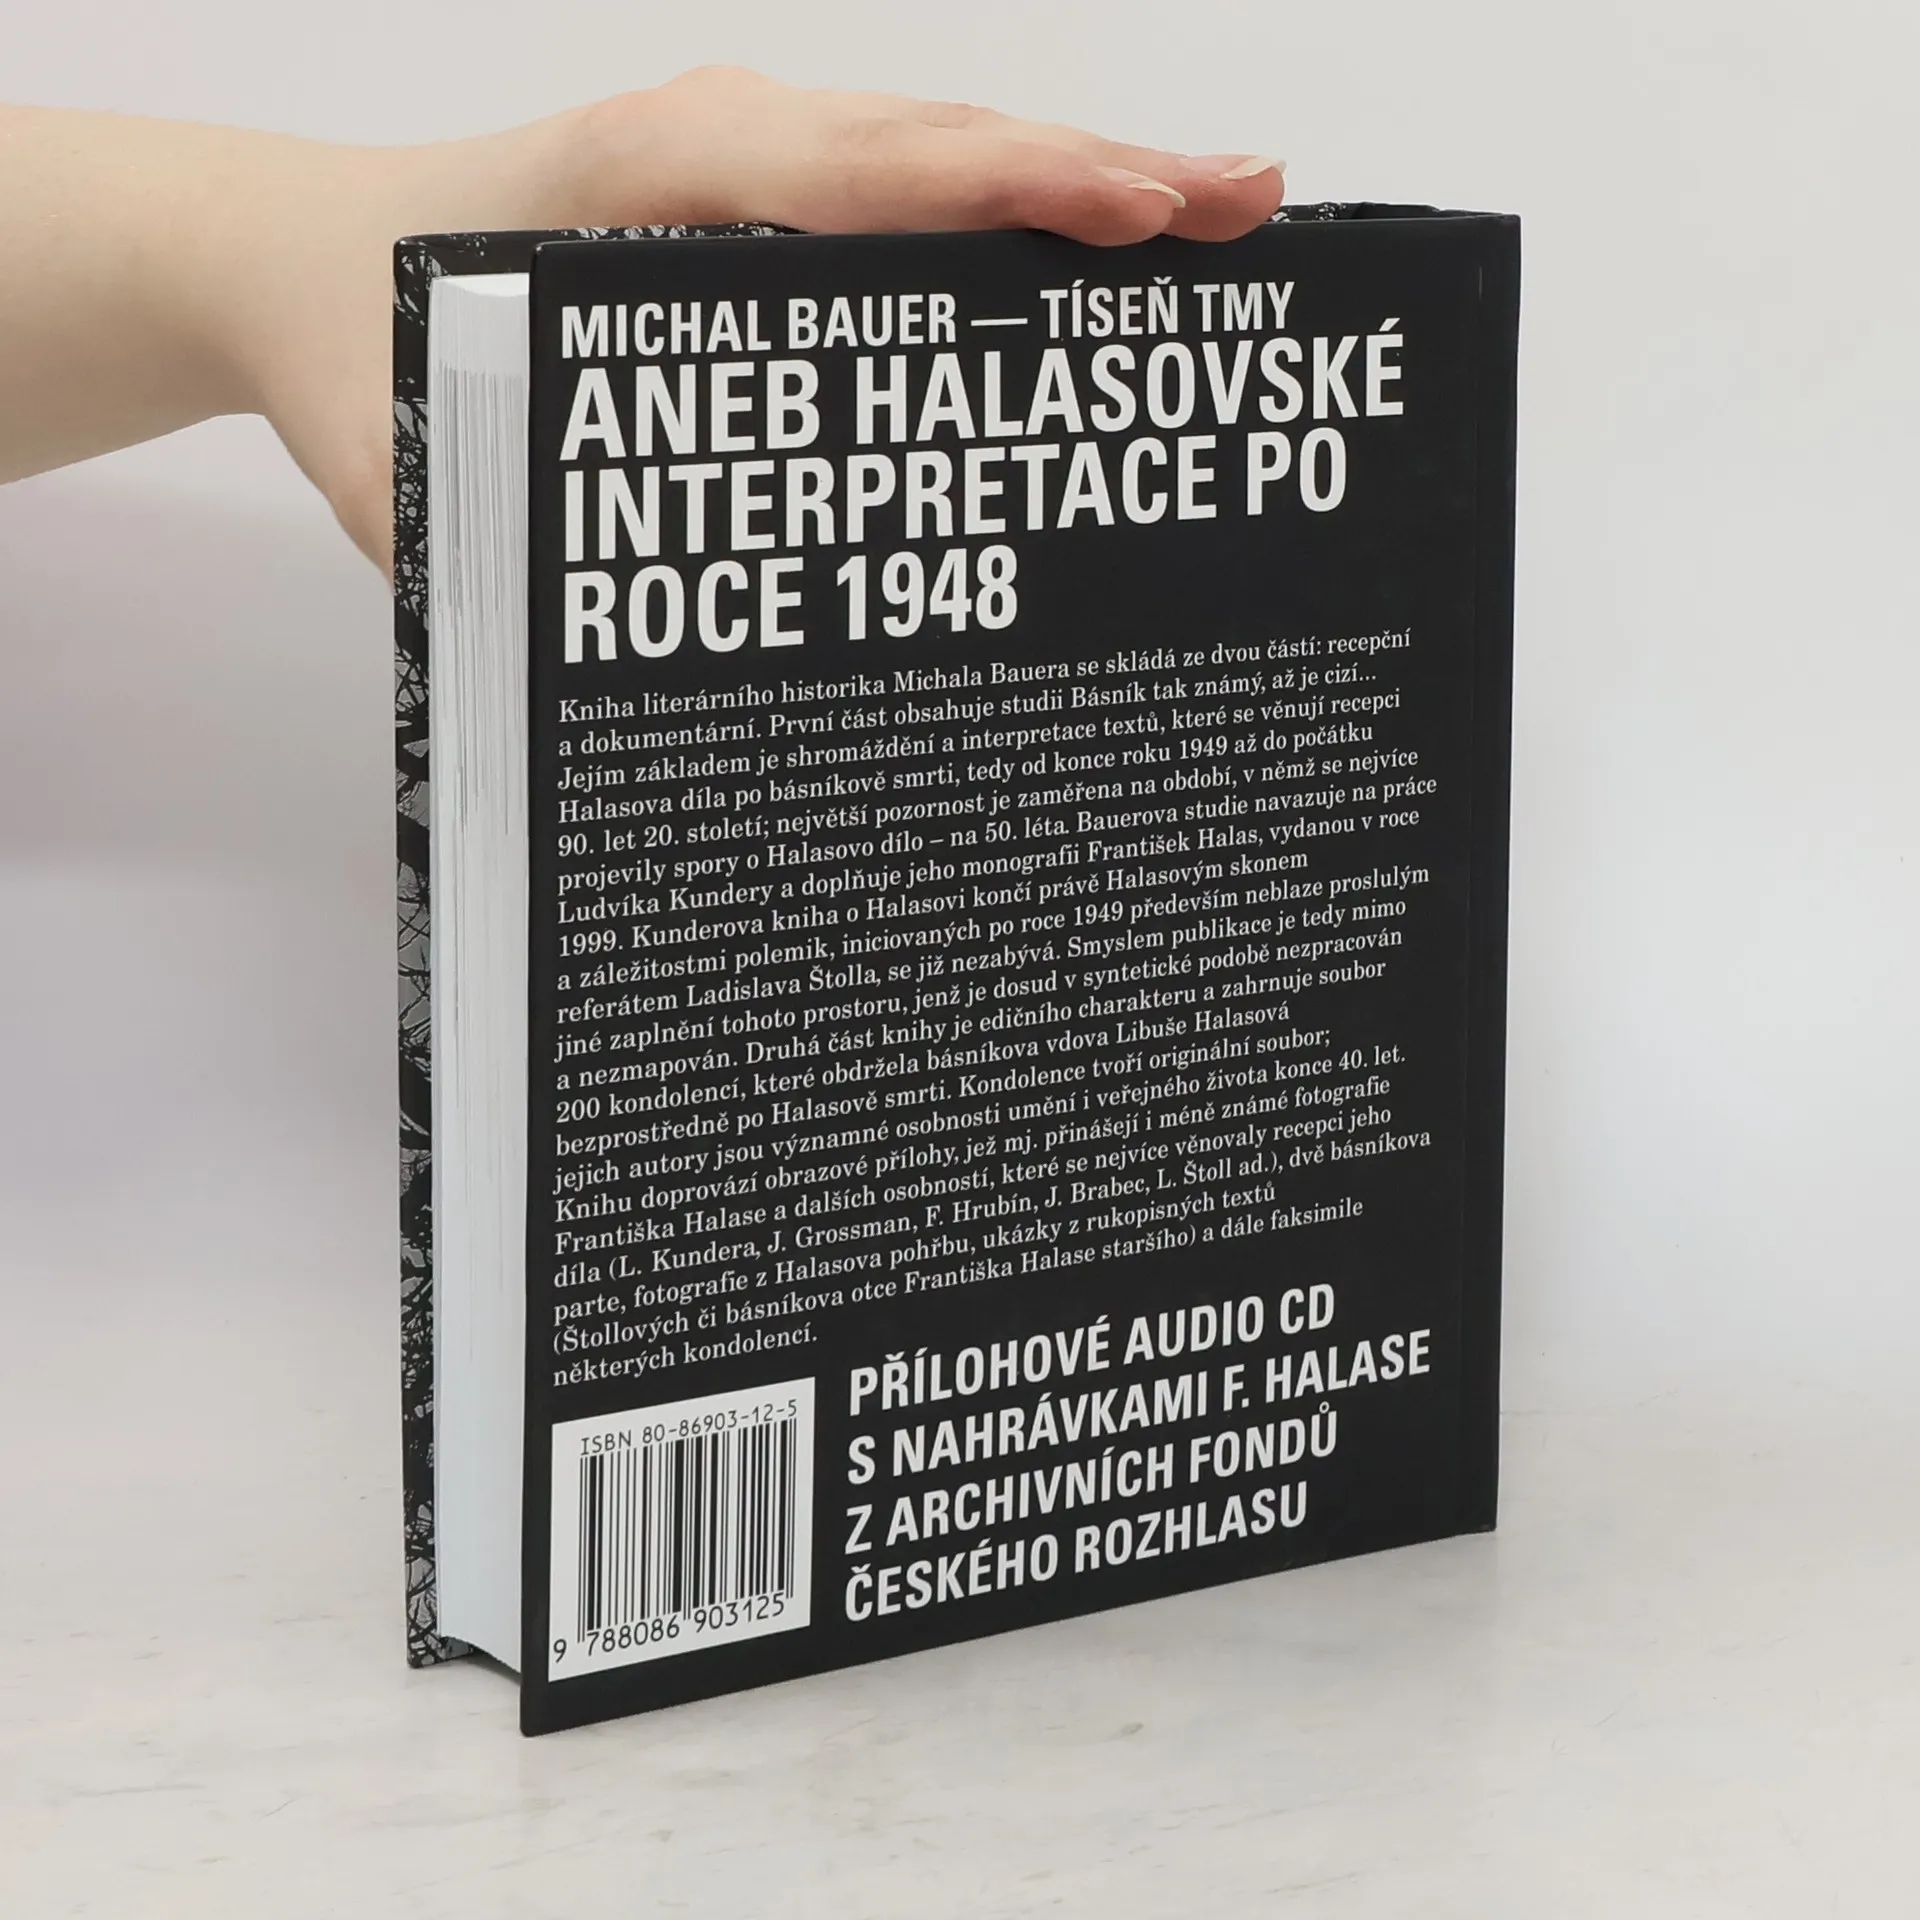 MICHAL BAUER — TÍSEŇ TMY
ANEB HALASOVSKÉ
INTERPRETACE PO
ROCE 1948
Kniha literárního historika Michala Bauera se skládá ze dvou částí: recepční
a dokumentární. První část obsahuje studii Básník tak známý, až je cizí...
Jejím základem je shromáždění a interpretace textů, které se věnují recepci
Halasova díla po básníkově smrti, tedy od konce roku 1949 až do počátku
90. let 20. století; největší pozornost je zaměřena na období, v němž se nejvíce
projevily spory o Halasovo dílo – na 50. léta. Bauerova studie navazuje na práce
Ludvíka Kundery a doplňuje jeho monografii František Halas, vydanou v roce
1999. Kunderova kniha o Halasovi končí právě Halasovým skonem
a záležitostmi polemik, iniciovaných po roce 1949 především neblaze proslulým
referátem Ladislava Štolla, se již nezabývá. Smyslem publikace je tedy mimo
jiné zaplnění tohoto prostoru, jenž je dosud v syntetické podobě nezpracován
a nezmapován. Druhá část knihy je edičního charakteru a zahrnuje soubor
200 kondolencí, které obdržela básníkova vdova Libuše Halasová
bezprostředně po Halasově smrti. Kondolence tvoří originální soubor;
jejich autory jsou významné osobnosti umění i veřejného života konce 40. let.
Knihu doprovází obrazové přílohy, jež mj. přinášejí i méně známé fotografie
Františka Halase a dalších osobností, které se nejvíce věnovaly recepci jeho
díla (L. Kundera, J. Grossman, F. Hrubín, J. Brabec, L. Štoll ad.), dvě básníkova
parte, fotografie z Halasova pohřbu, ukázky z rukopisných textů
(Štollových či básníkova otce Františka Halase staršího) a dále faksimile
některých kondolencí.
PŘÍLOHOVÉ AUDIO CD
S NAHRÁVKAMI F. HALASE
Z ARCHIVNÍCH FONDŮ
ČESKÉHO ROZHLASU
ISBN 80-86903-12-5
9 788086 903125